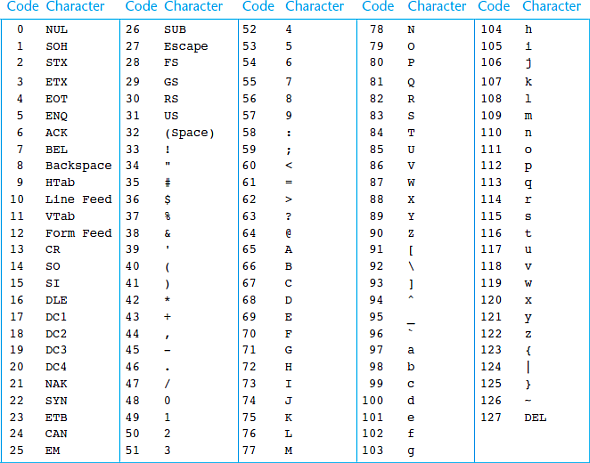 Code Character Code Character Code Character Code Character Code Character
0 NUL 26 SUB 52 4 78 N 104 h
1 SOH 27 Escape 53 5 79 O 105 i
2 STX 28 FS 54 6 80 P 106 j
3 ETX 29 GS 55 7 81 Q 107 k
4 EOT 30 RS 56 8 82 R 108 l
5 ENQ 31 US 57 9 83 S 109 m
6 ACK 32 (Space) 58 : 84 T 110 n
7 BEL 33 ! 59 ; 85 U 111 o
8 Backspace 34 " 60 < 86 V 112 p
9 HTab 35 # 61 = 87 W 113 q
10 Line Feed 36 $ 62 > 88 X 114 r
11 VTab 37 % 63 ? 89 Y 115 s
12 Form Feed 38 & 64 @ 90 Z 116 t
13 CR 39 ' 65 A 91 [ 117 u
14 SO 40 ( 66 B 92 \ 118 v
15 SI 41 ) 67 C 93 ] 119 w
16 DLE 42 * 68 D 94 ^ 120 x
17 DC1 43 + 69 E 95 _ 121 y
18 DC2 44 , 70 F 96 ` 122 z
19 DC3 45 - 71 G 97 a 123 {
20 DC4 46 . 72 H 98 b 124 |
21 NAK 47 / 73 I 99 c 125 }
22 SYN 48 0 74 J 100 d 126 ~
23 ETB 49 1 75 K 101 e 127 DEL
24 CAN 50 2 76 L 102 f
25 EM 51 3 77 M 103 g